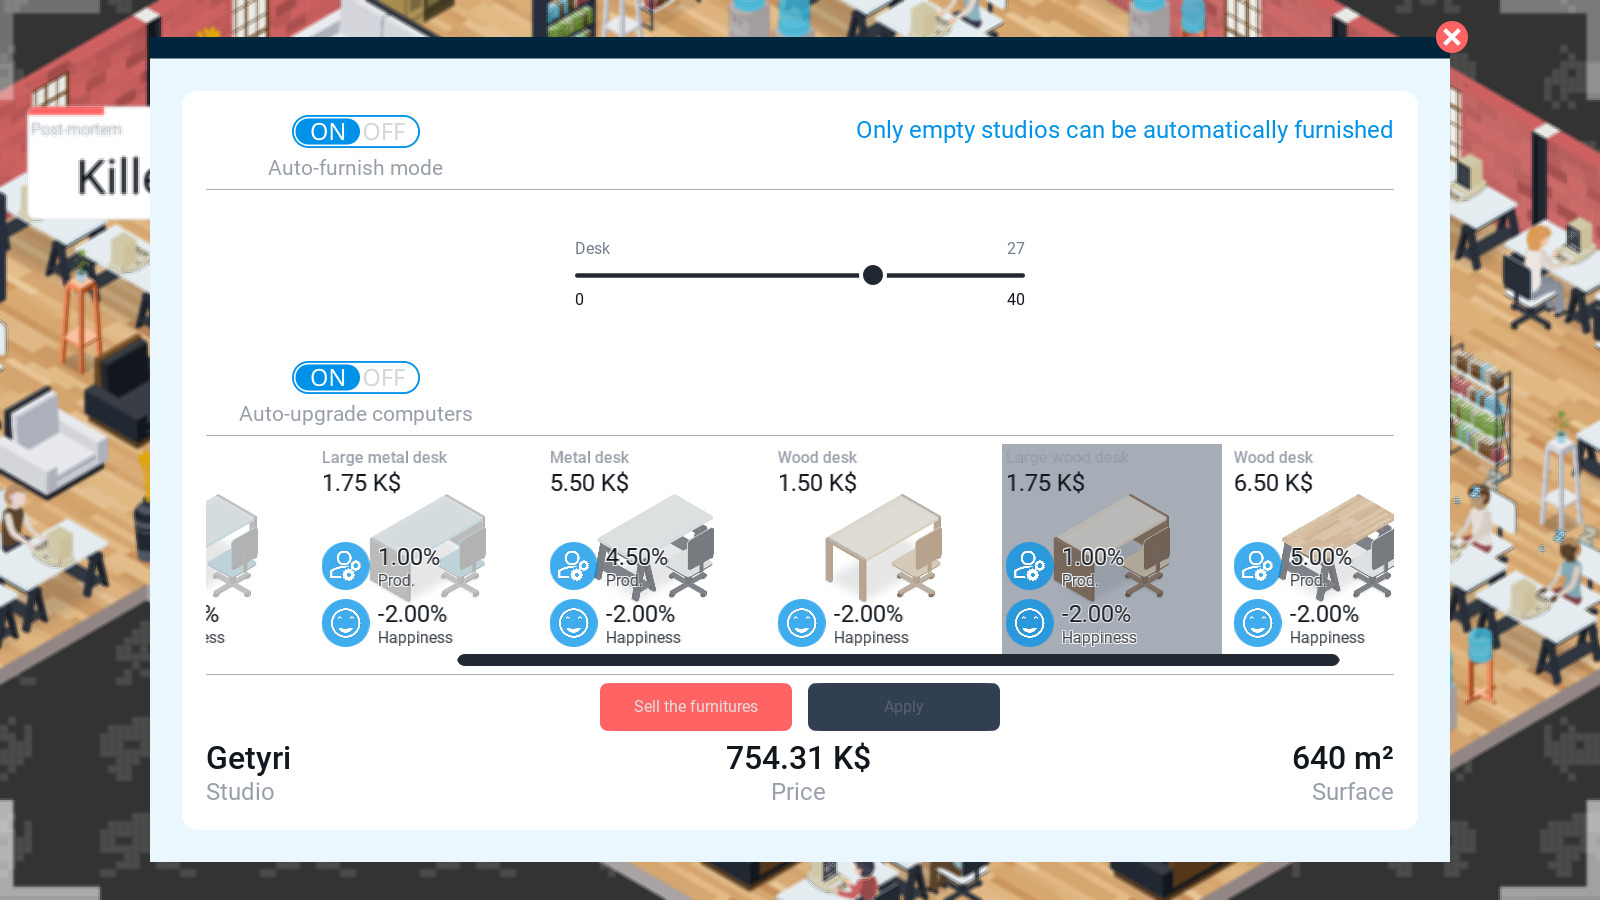 Post-mortem
Kille
ON OFF
Auto-furnish mode
Only empty studios can be automatically furnished
Desk 27
0 40
ON OFF
Auto-upgrade computers
Large metal desk
1.75 K$
1.00%
Prod.
-2.00%
Happiness
Metal desk
5.50 K$
4.50%
Prod.
-2.00%
Happiness
Wood desk
1.50 K$
-2.00%
Happiness
Large wood desk
1.75 K$
1.00%
Prod.
-2.00%
Happiness
Wood desk
6.50 K$
5.00%
Prod.
-2.00%
Happiness
%
ess
Sell the furnitures
Apply
Getyri
Studio
754.31 K$
Price
640 m²
Surface